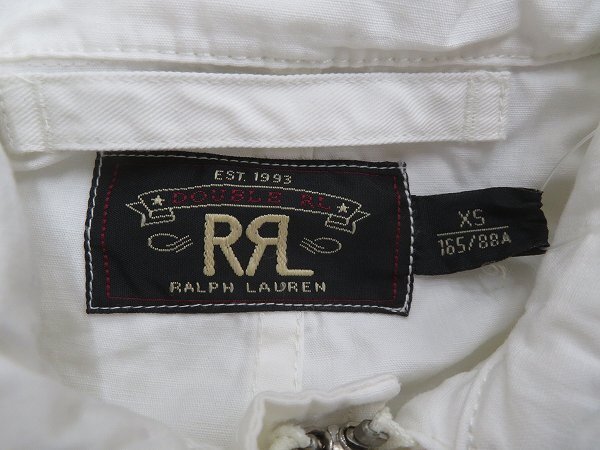 EST. 1993
DOUBLE RL
RRL
RALPH LAUREN
XS
165/88A